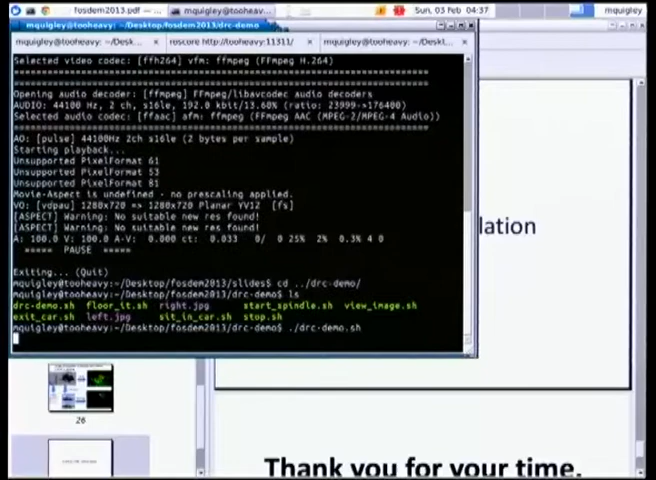 fosdem2013.pdf
mquigley@tooheavy:~/Desktop...
Sun, 03 Feb 04:37
mquigley
mquigley@tooheavy:~/Desktop/fosdem2013/drc-demo
mquigley@tooheavy:~/Desk...
roscore http://tooheavy:11311/
mquigley@tooheavy:~/Deskt...
Selected video codec: [ffh264] vfm: ffmpeg (FFmpeg H.264)
==========================================================================
==========================================================================
Opening audio decoder: [ffmpeg] FFmpeg/libavcodec audio decoders
AUDIO: 44100 Hz, 2 ch, s16le, 192.0 kbit/13.60% (ratio: 23999->176400)
Selected audio codec: [ffaac] afm: ffmpeg (FFmpeg AAC (MPEG-2/MPEG-4 Audio))
==========================================================================
AO: [pulse] 44100Hz 2ch s16le (2 bytes per sample)
Starting playback...
Unsupported PixelFormat 61
Unsupported PixelFormat 53
Unsupported PixelFormat 81
Movie-Aspect is undefined - no prescaling applied.
VO: [vdpau] 1280x720 => 1280x720 Planar YV12  [fs]
[ASPECT] Warning: No suitable new res found!
[ASPECT] Warning: No suitable new res found!
A: 100.0 V: 100.0 A-V:  0.000 ct:  0.033   0/  0 25%  2%  0.3% 4 0
===== PAUSE =====
Exiting... (Quit)
mquigley@tooheavy:~/Desktop/fosdem2013/slides$ cd ../drc-demo/
mquigley@tooheavy:~/Desktop/fosdem2013/drc-demo$ ls
drc-demo.sh  floor_it.sh  right.jpg  start_spindle.sh  view_image.sh
exit_car.sh  left.jpg  sit_in_car.sh  stop.sh
mquigley@tooheavy:~/Desktop/fosdem2013/drc-demo$ ./drc-demo.sh
lation
26
Thank you for your time.